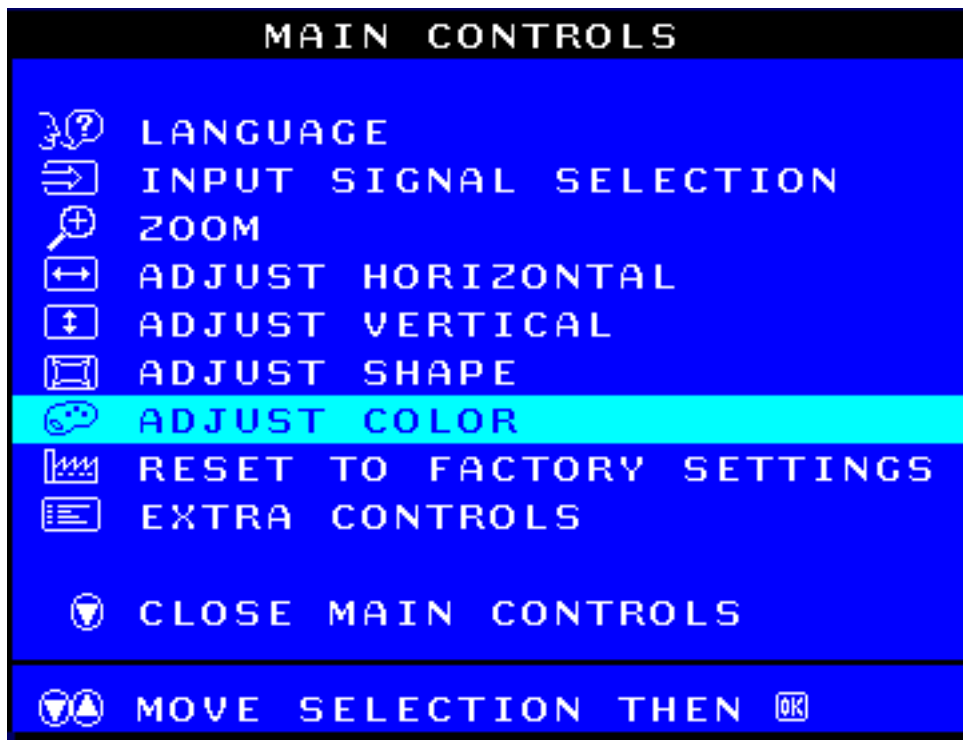 MAIN CONTROLS
LANGUAGE
INPUT SIGNAL SELECTION
ZOOM
ADJUST HORIZONTAL
ADJUST VERTICAL
ADJUST SHAPE
ADJUST COLOR
RESET TO FACTORY SETTINGS
EXTRA CONTROLS
CLOSE MAIN CONTROLS
MOVE SELECTION THEN OK